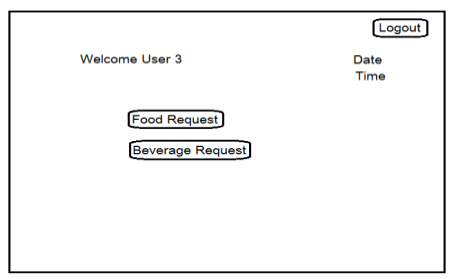 Logout
Welcome User 3
Date
Time
Food Request
Beverage Request